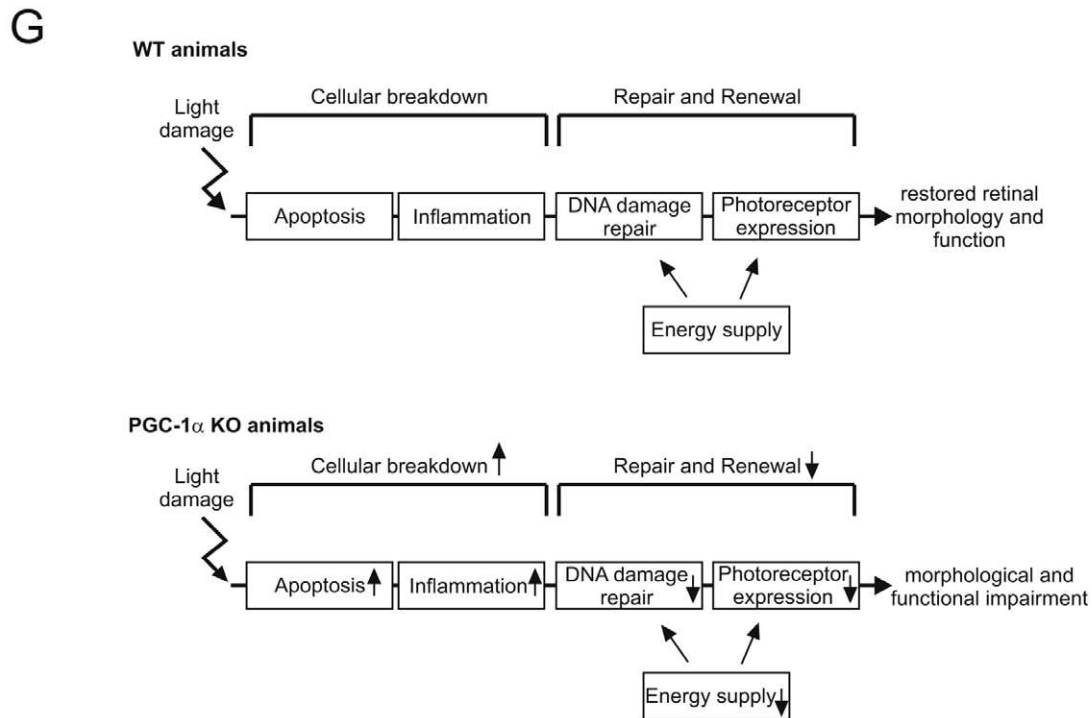 G
WT animals
Cellular breakdown
Repair and Renewal
Light
damage
Apoptosis
Inflammation
DNA damage
repair
Photoreceptor
expression
restored retinal
morphology and
function
Energy supply
PGC-1α KO animals
Cellular breakdown ↑
Repair and Renewal ↓
Light
damage
Apoptosis ↑
Inflammation ↑
DNA damage
repair ↓
Photoreceptor
expression ↓
morphological and
functional impairment
Energy supply ↓